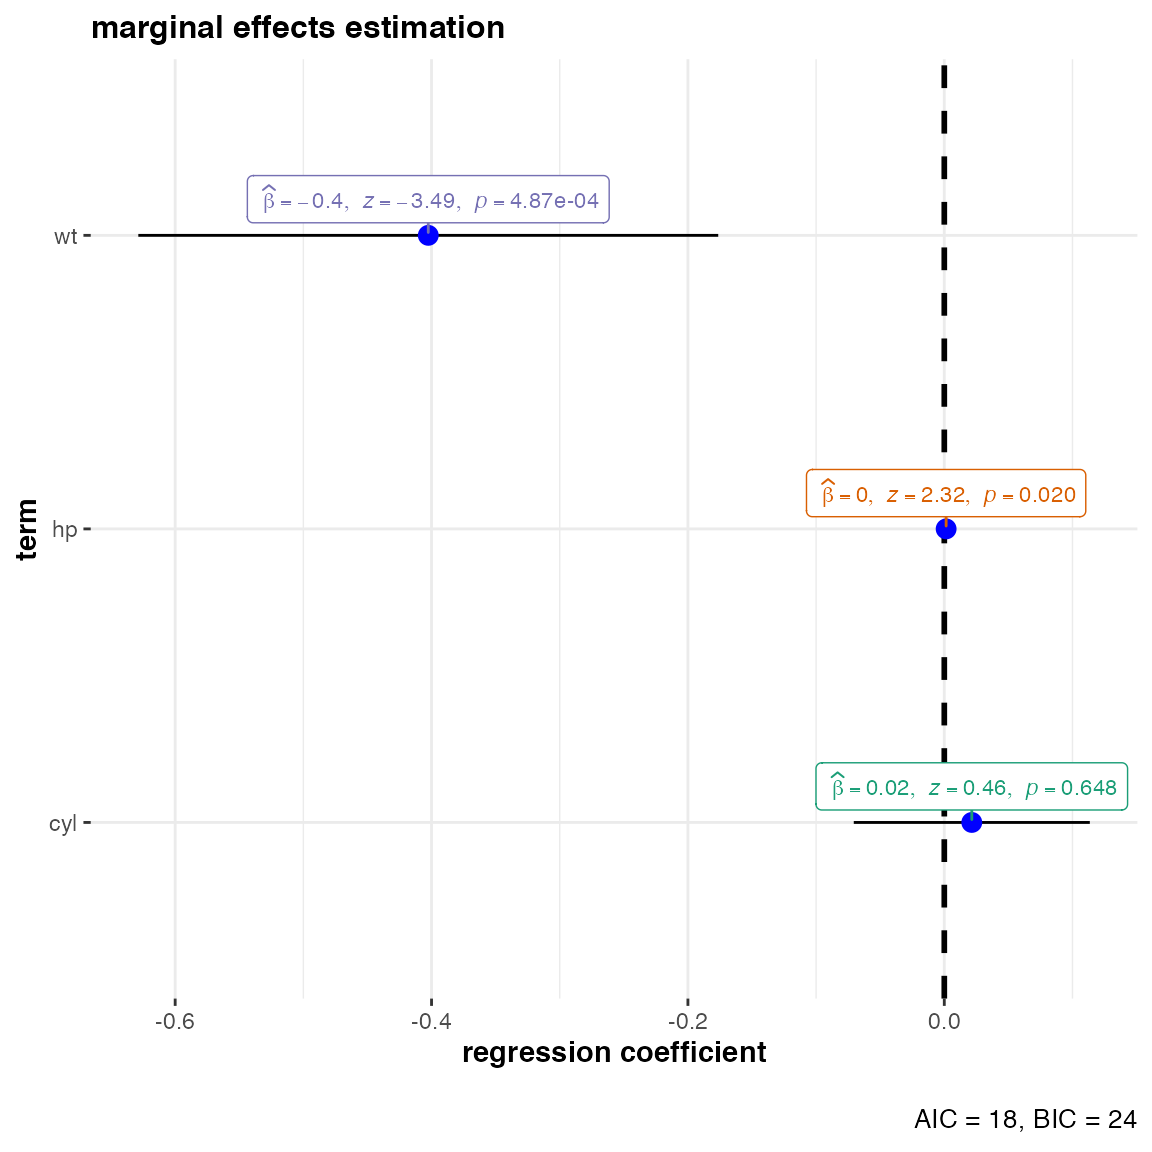 marginal effects estimation
β̂ = −0.4, z = −3.49, p = 4.87e-04
wt
β̂ = 0, z = 2.32, p = 0.020
hp
term
β̂ = 0.02, z = 0.46, p = 0.648
cyl
-0.6 -0.4 -0.2 0.0
regression coefficient
AIC = 18, BIC = 24